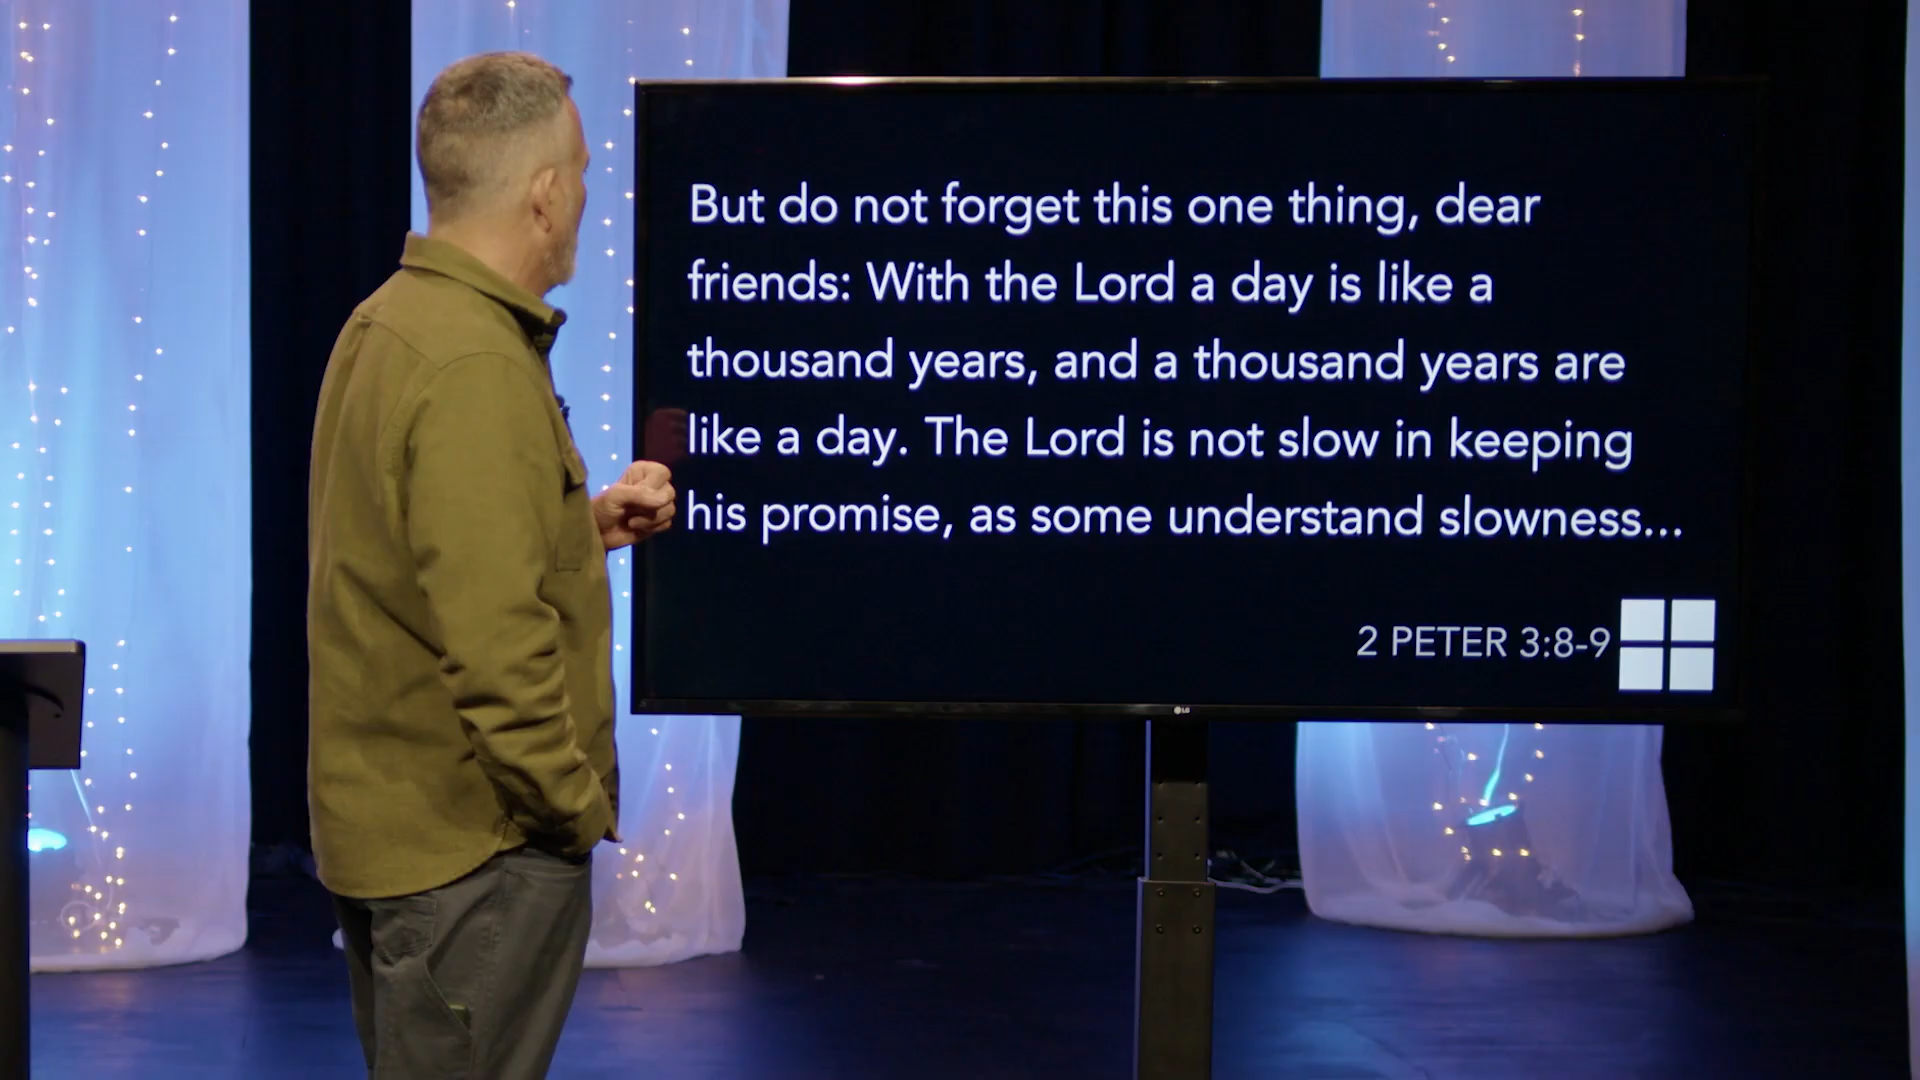 But do not forget this one thing, dear
friends: With the Lord a day is like a
thousand years, and a thousand years are
like a day. The Lord is not slow in keeping
his promise, as some understand slowness...
2 PETER 3:8-9
LG